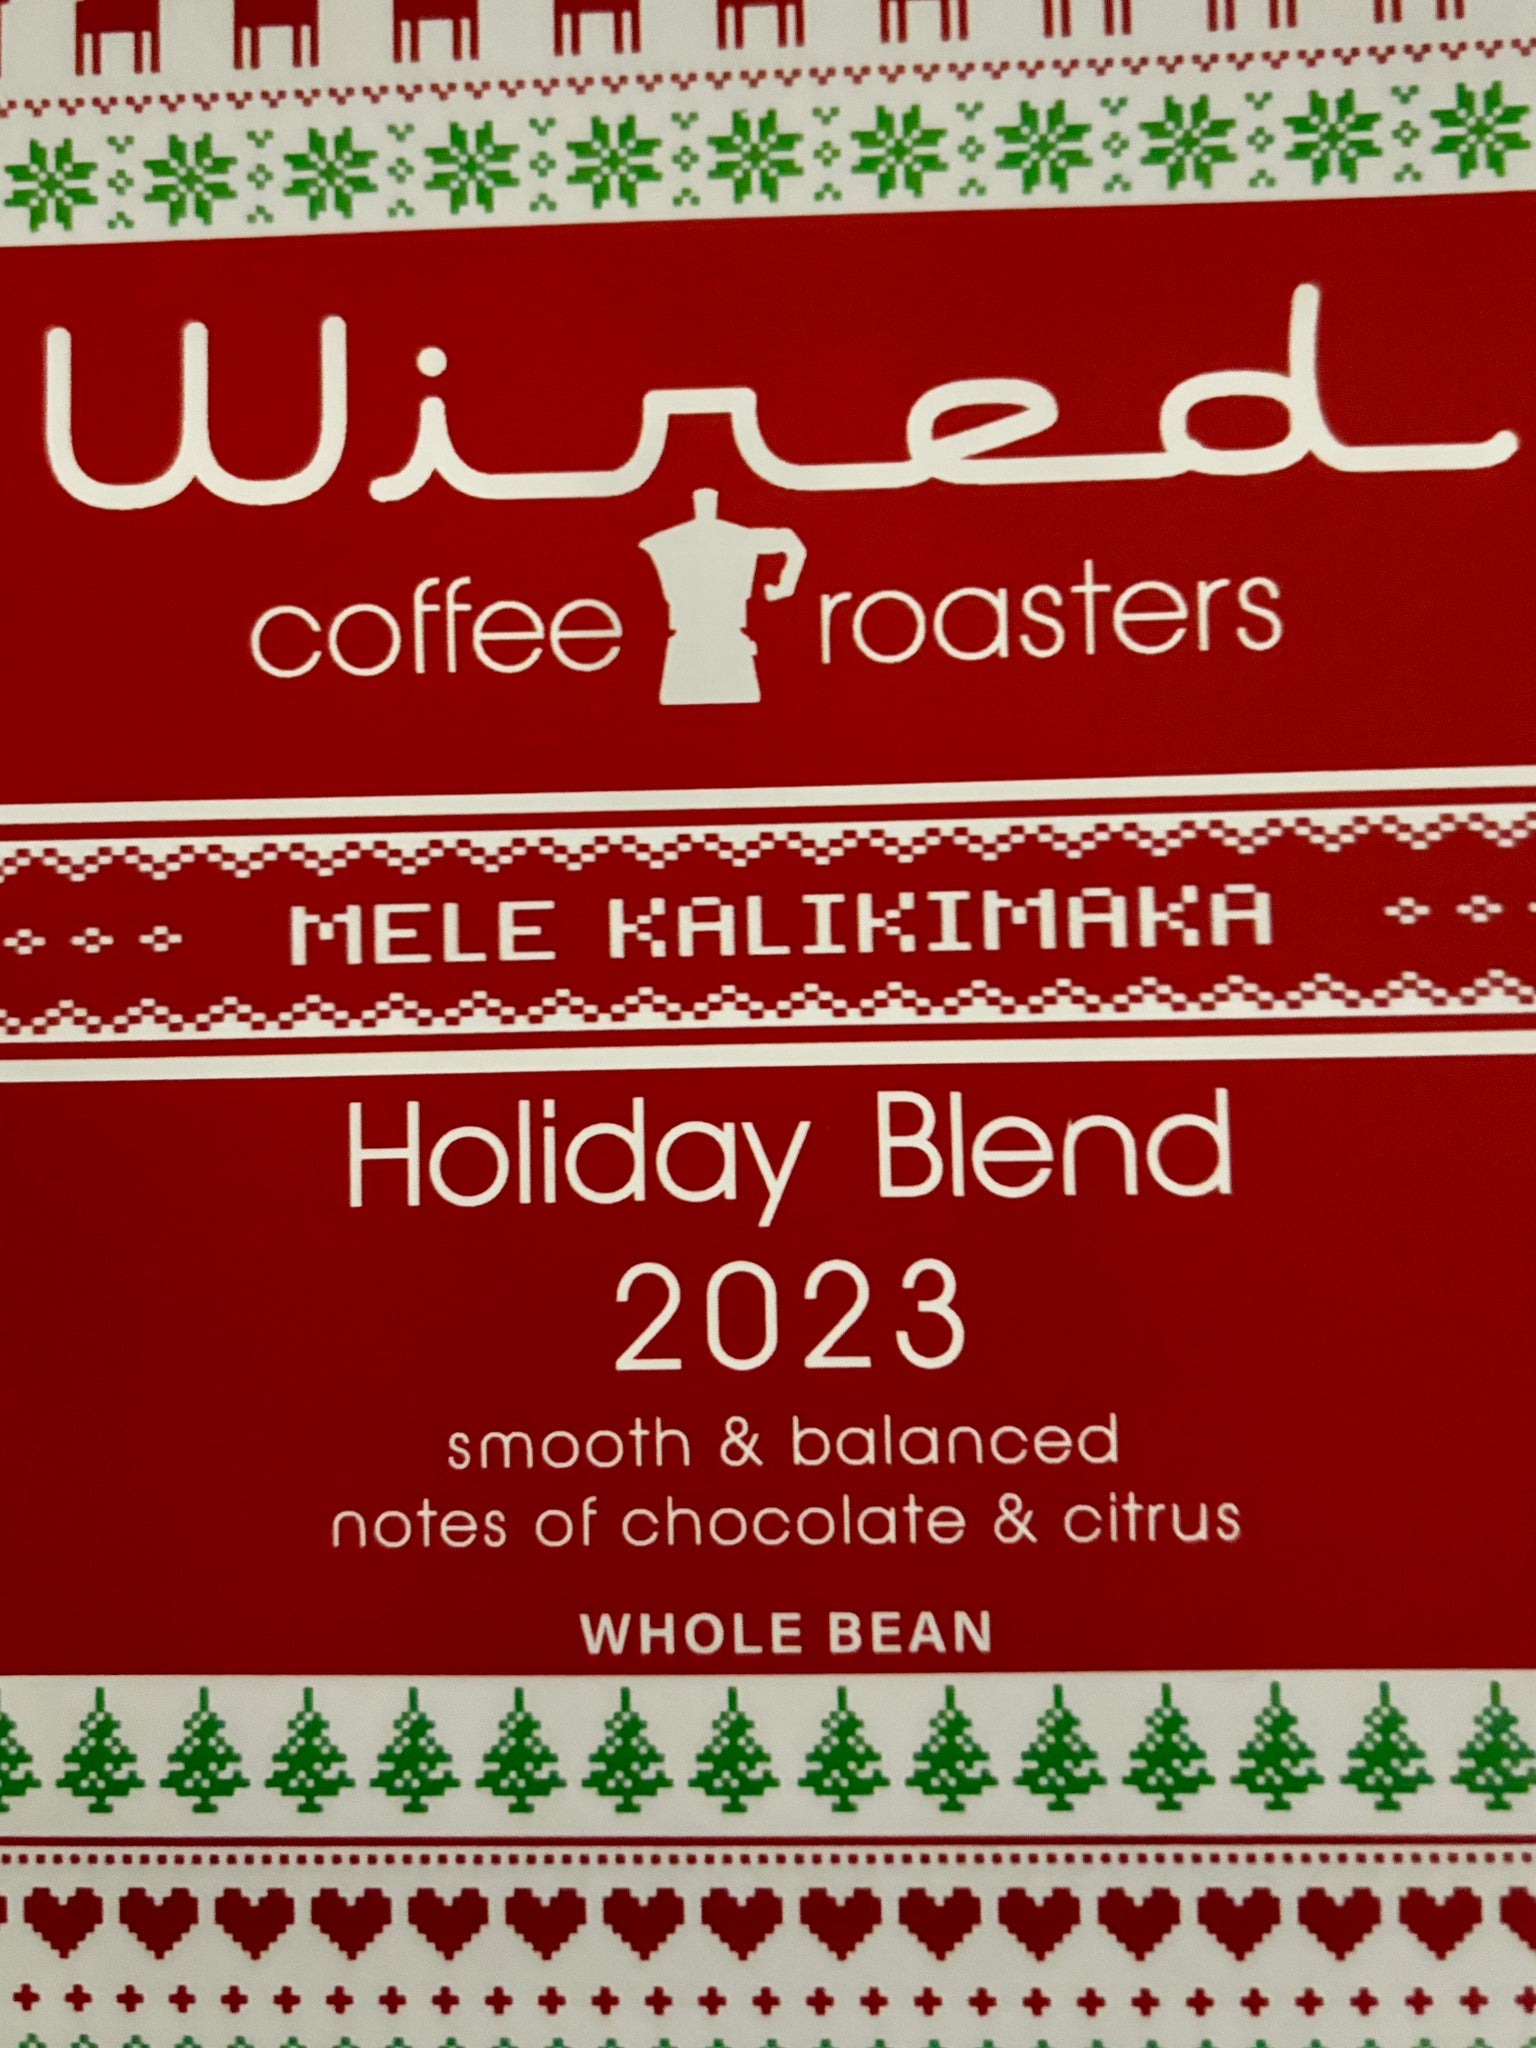 Wired
coffee roasters
MELE KALIKIMAKA
Holiday Blend
2023
smooth & balanced
notes of chocolate & citrus
WHOLE BEAN